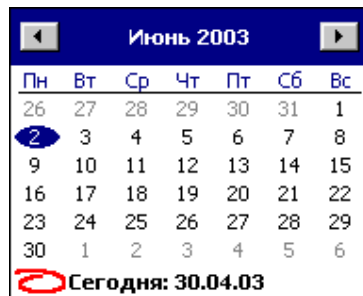 Июнь 2003
Пн Вт Ср Чт Пт Сб Вс
26 27 28 29 30 31 1
2 3 4 5 6 7 8
9 10 11 12 13 14 15
16 17 18 19 20 21 22
23 24 25 26 27 28 29
30 1 2 3 4 5 6
Сегодня: 30.04.03